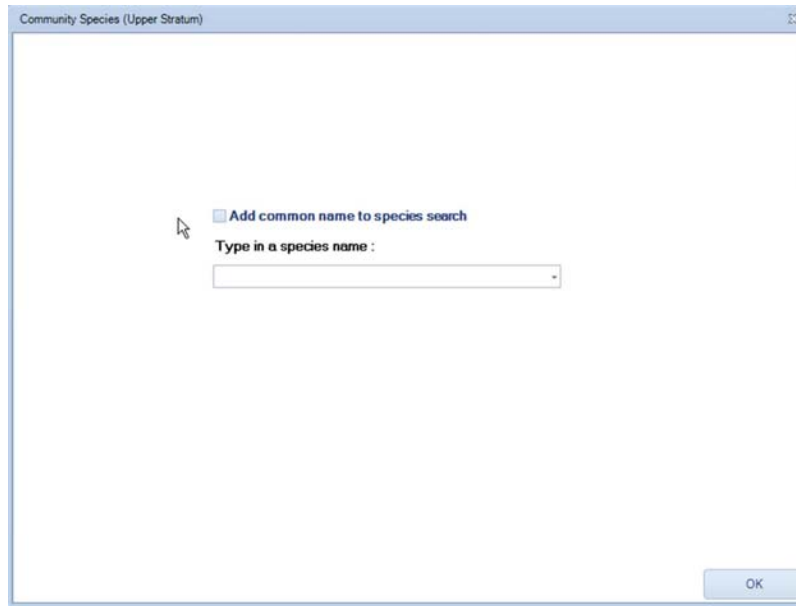 Community Species (Upper Stratum)
Add common name to species search
Type in a species name :
OK